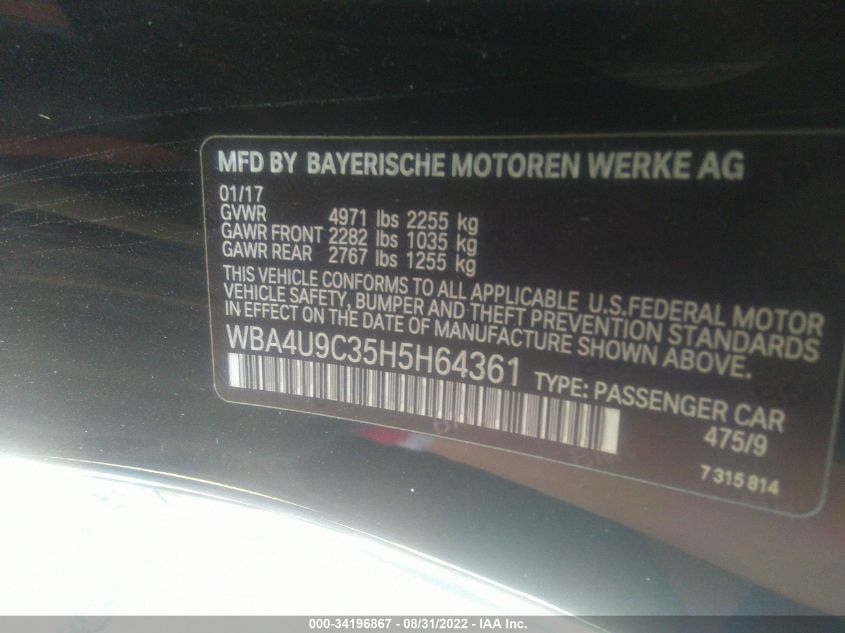 MFD BY BAYERISCHE MOTOREN WERKE AG
01/17
GVWR 4971 lbs 2255 kg
GAWR FRONT 2282 lbs 1035 kg
GAWR REAR 2767 lbs 1255 kg
THIS VEHICLE CONFORMS TO ALL APPLICABLE U.S.FEDERAL MOTOR
VEHICLE SAFETY, BUMPER AND THEFT PREVENTION STANDARDS
IN EFFECT ON THE DATE OF MANUFACTURE SHOWN ABOVE.
WBA4U9C35H5H64361 TYPE: PASSENGER CAR
475/9
7 315 814
000-34196867 - 08/31/2022 - IAA Inc.